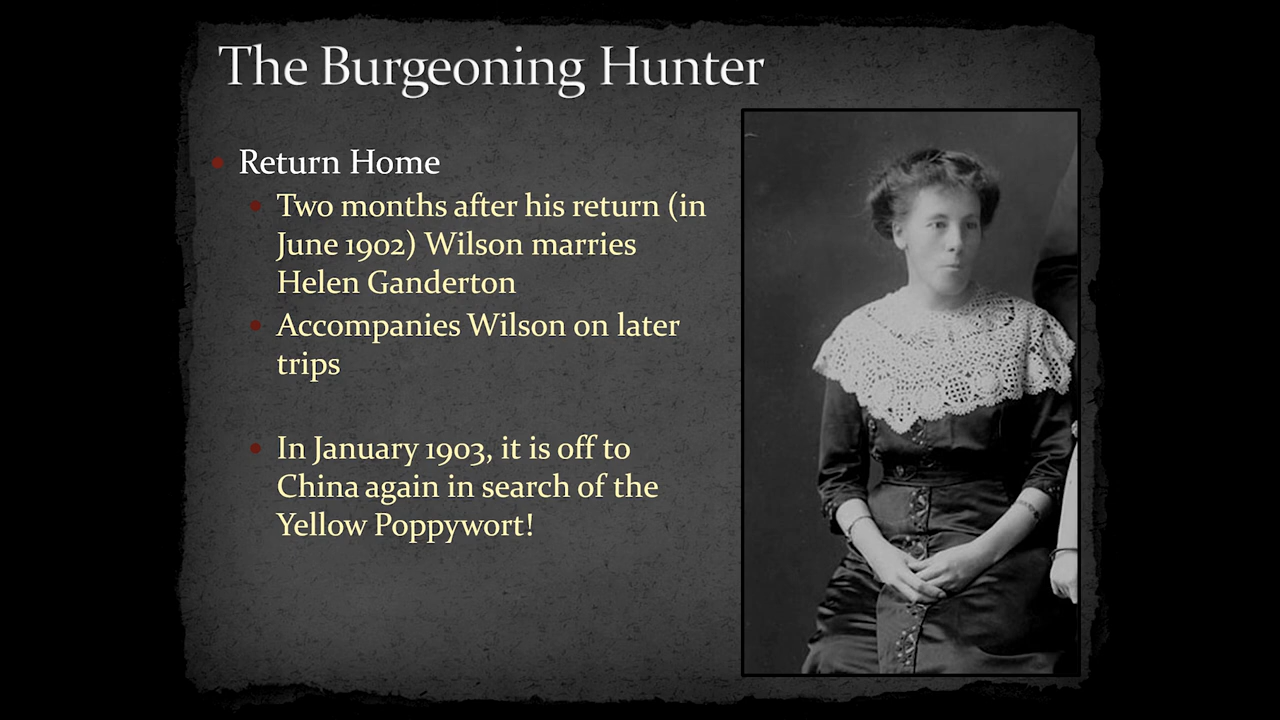 The Burgeoning Hunter
Return Home
Two months after his return (in
June 1902) Wilson marries
Helen Ganderton
Accompanies Wilson on later
trips
In January 1903, it is off to
China again in search of the
Yellow Poppywort!